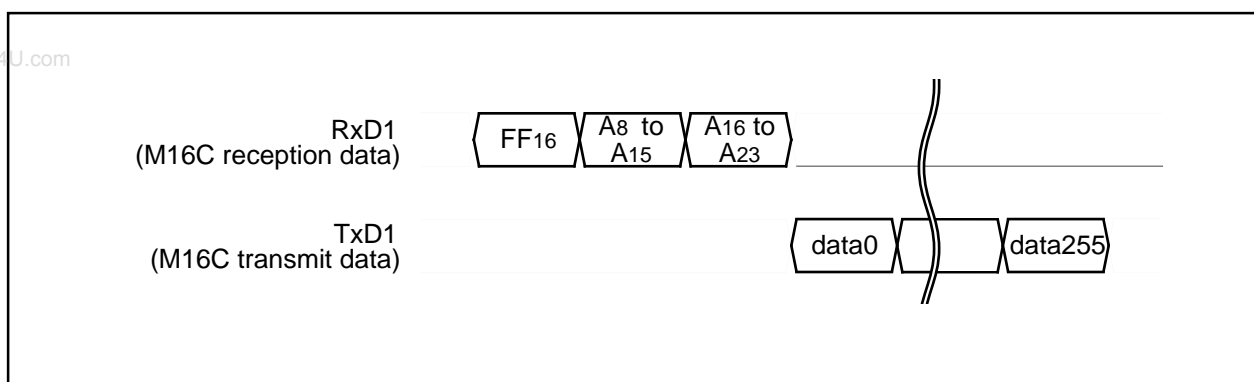 4U.com
RxD1
(M16C reception data)
FF16
A8 to
A15
A16 to
A23
TxD1
(M16C transmit data)
data0
data255